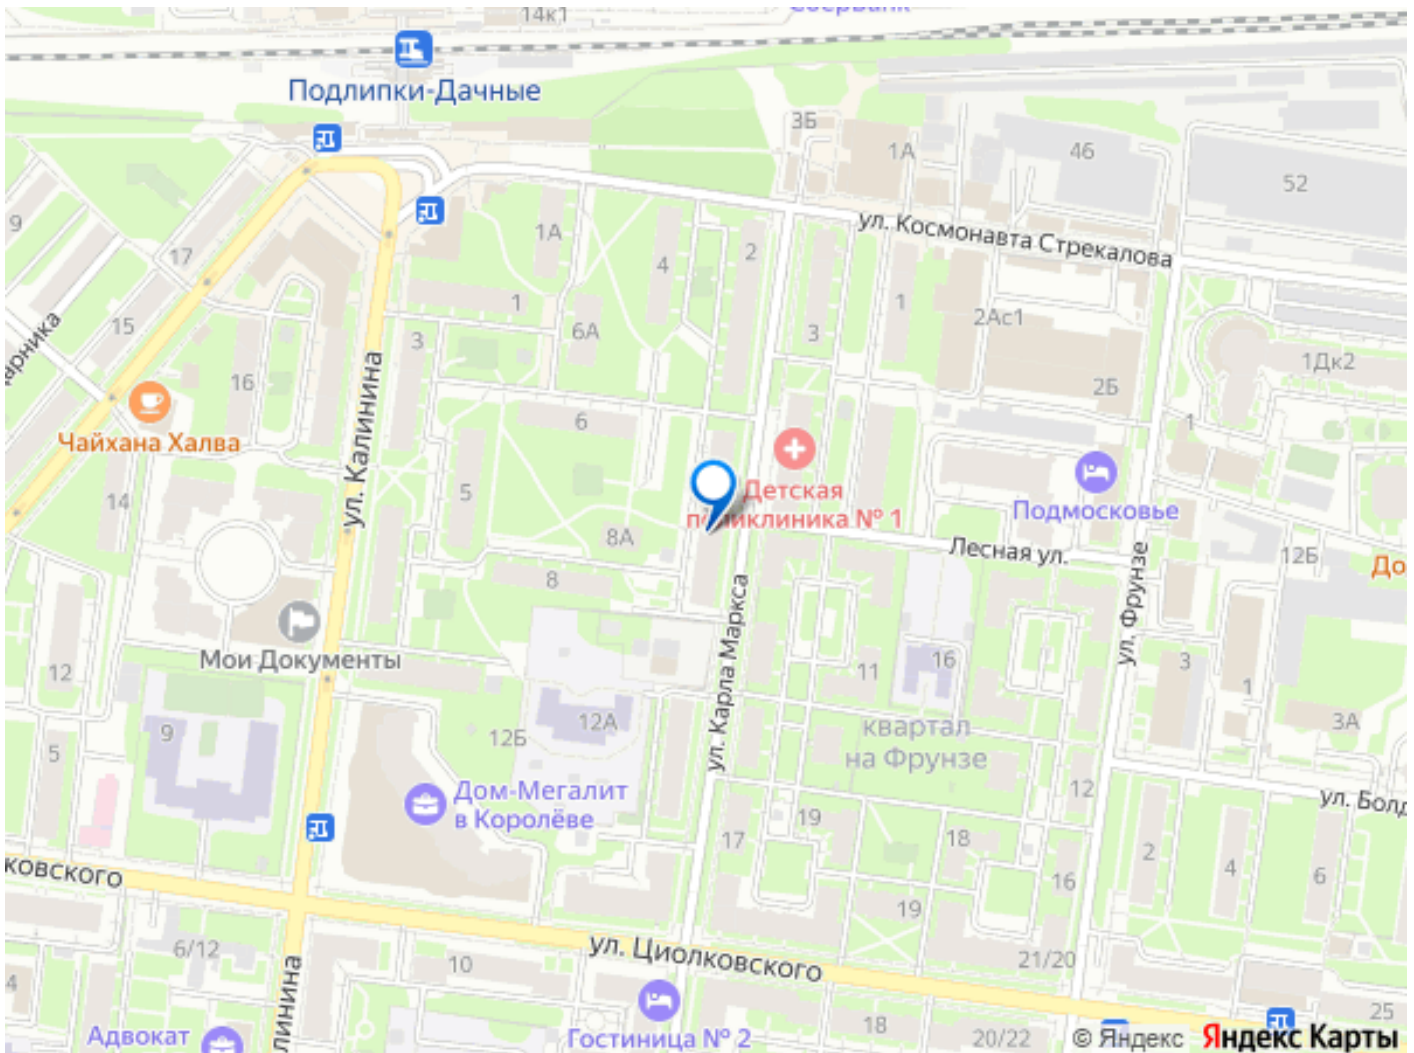 14к1
Сбербанк
Подлипки-Дачные
3Б
1А
46
52
9
17
1А
4
2
ул. Космонавта Стрекалова
15
1
6А
3
3
1
2Ас1
1Дк2
16
2Б
Чайхана Халва
ул. Калинина
6
1
14
5
Детская
поликлиника № 1
Подмосковье
8А
Лесная ул.
12Б
До
8
ул. Карла Маркса
ул. Фрунзе
Мои Документы
12
11
16
3
1
9
12Б
12А
квартал
на Фрунзе
3А
5
Дом-Мегалит
в Королёве
12
ул. Болд
17
19
18
2
4
6
ковского
16
19
6/12
10
ул. Циолковского
21/20
4
линина
25
Адвокат
Гостиница № 2
18
20/22
© Яндекс
Яндекс Карты